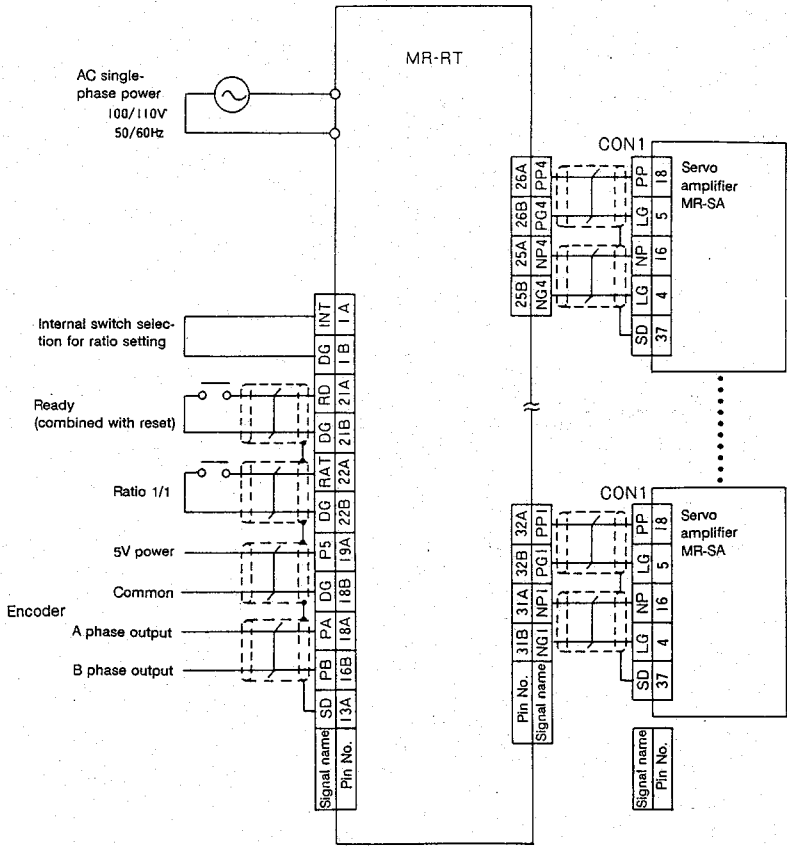 MR-RT
AC single-
phase power
100/110V
50/60Hz
Internal switch selec-
tion for ratio setting
Ready
(combined with reset)
Ratio 1/1
5V power
Common
Encoder
A phase output
B phase output
INT 1A
DG 1B
RD 21A
DG 21B
RAT 22A
DG 22B
P5 19A
DG 18B
PA 18A
PB 16B
SD 13A
Signal name
Pin No.
26A PP4
26B PG4
25A NP4
25B NG4
32A PP1
32B PG1
31A NP1
31B NG1
Pin No.
Signal name
CON1
PP 18
LG 5
NP 16
LG 4
SD 37
Servo
amplifier
MR-SA
CON1
PP 18
LG 5
NP 16
LG 4
SD 37
Servo
amplifier
MR-SA
Signal name
Pin No.